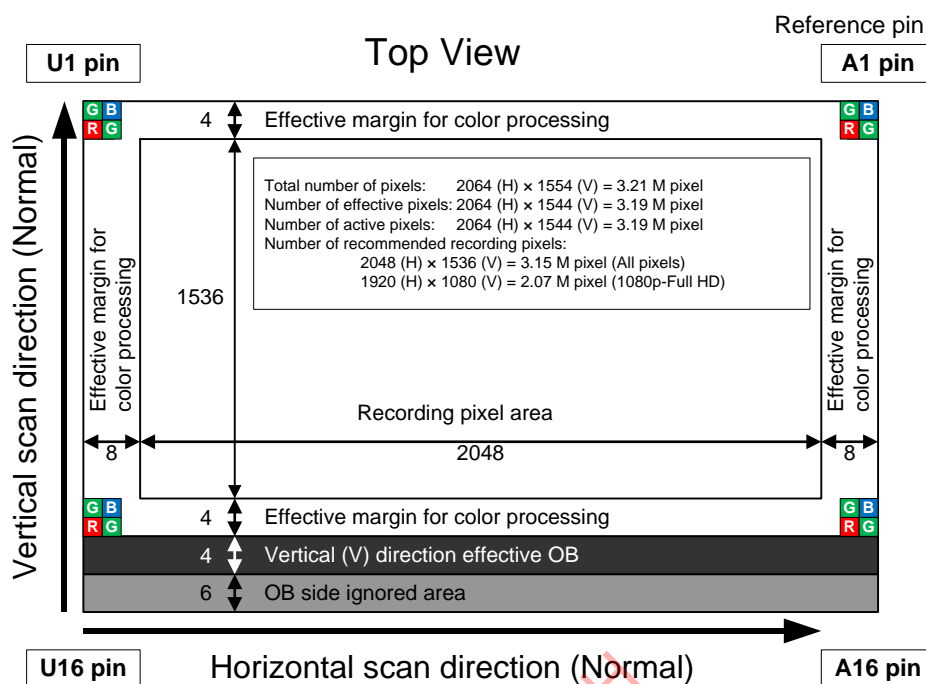 Reference pin
U1 pin
Top View
A1 pin
G B
R G
4
Effective margin for color processing
G B
R G
Total number of pixels: 2064 (H) × 1554 (V) = 3.21 M pixel
Number of effective pixels: 2064 (H) × 1544 (V) = 3.19 M pixel
Number of active pixels: 2064 (H) × 1544 (V) = 3.19 M pixel
Number of recommended recording pixels:
2048 (H) × 1536 (V) = 3.15 M pixel (All pixels)
1920 (H) × 1080 (V) = 2.07 M pixel (1080p-Full HD)
Vertical scan direction (Normal)
Effective margin for
color processing
1536
Effective margin for
color processing
Recording pixel area
8
2048
8
G B
R G
4
Effective margin for color processing
G B
R G
4
Vertical (V) direction effective OB
6
OB side ignored area
U16 pin
Horizontal scan direction (Normal)
A16 pin